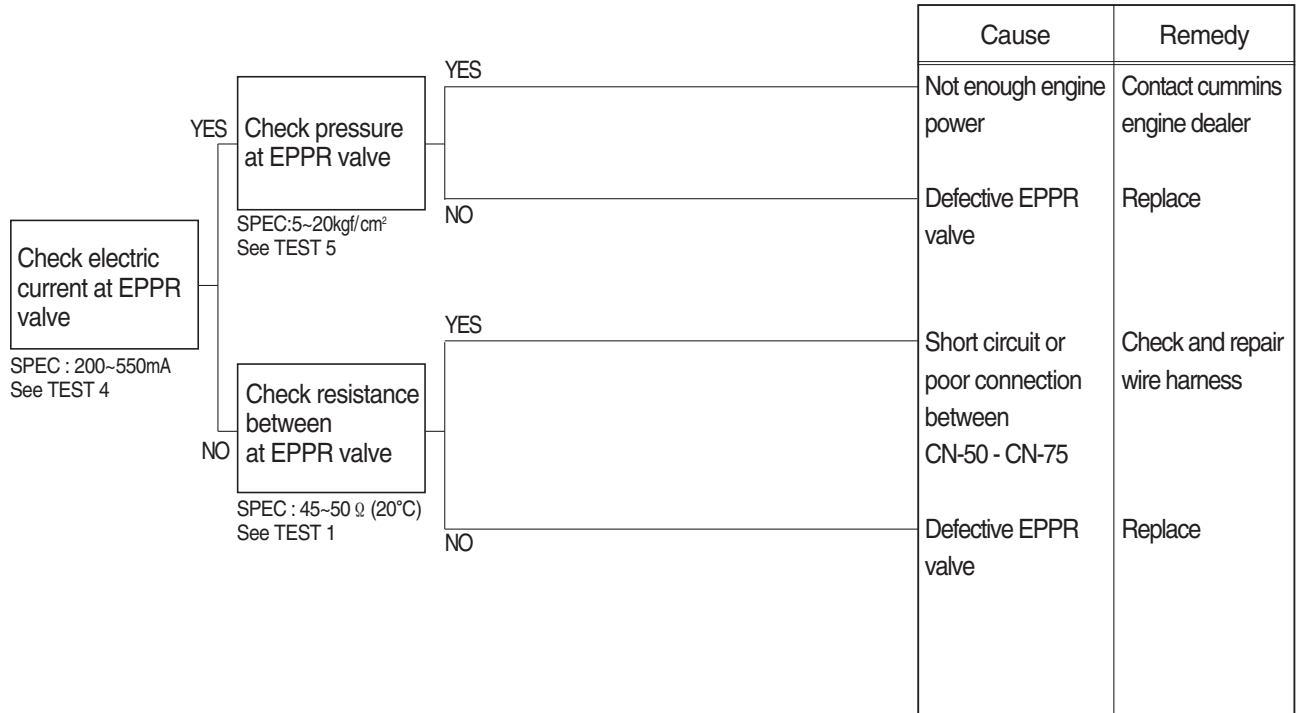 Cause Remedy
YES
Not enough engine Contact cummins
power engine dealer
YES
Check pressure
at EPPR valve
SPEC:5~20kgf/cm²
See TEST 5
NO
Defective EPPR Replace
valve
Check electric
current at EPPR
valve
SPEC : 200~550mA
See TEST 4
YES
Short circuit or Check and repair
poor connection wire harness
between
CN-50 - CN-75
NO
Check resistance
between
at EPPR valve
SPEC : 45~50 Ω (20°C)
See TEST 1
NO
Defective EPPR Replace
valve